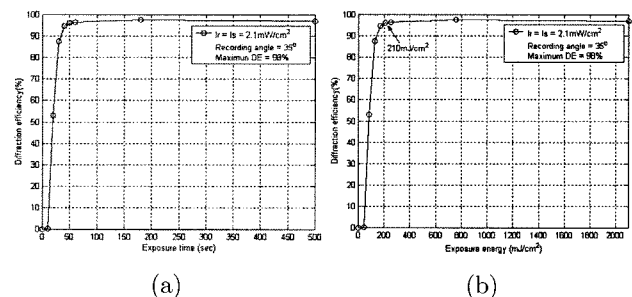 100
90
80
70
60
50
40
30
20
10
0
Diffraction efficiency(%)
Ir = Is = 2.1mW/cm²
Recording angle = 35°
Maximun DE = 98%
0 50 100 150 200 250 300 350 400 450 500
Exposure time (sec)
(a)
100
90
80
70
60
50
40
30
20
10
0
Diffraction efficiency(%)
Ir = Is = 2.1mW/cm²
Recording angle = 35°
Maximun DE = 98%
210mJ/cm²
0 200 400 600 800 1000 1200 1400 1600 1800 2000
Exposure energy (mJ/cm²)
(b)